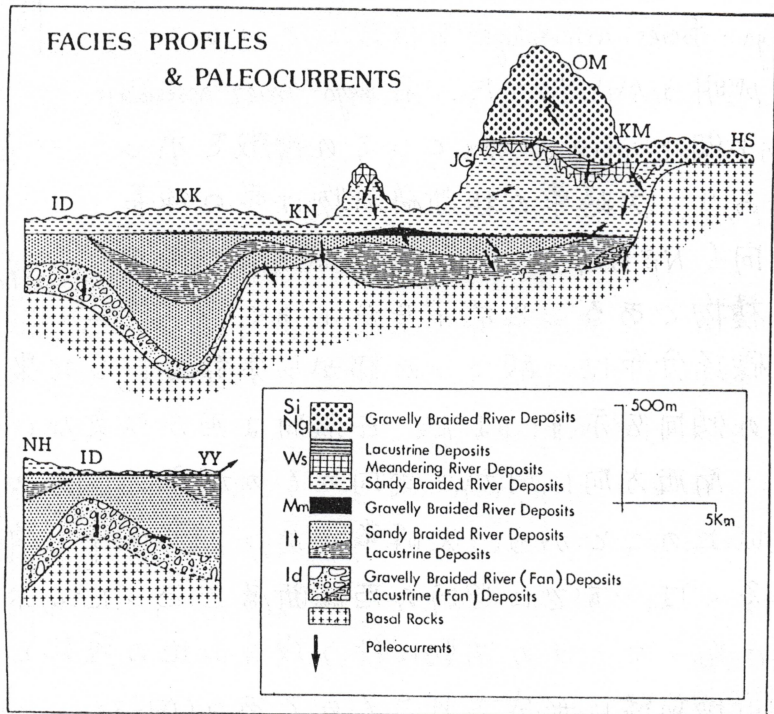 FACIES PROFILES
& PALEOCURRENTS
OM
KM
HS
JG
ID
KK
KN
?
?
NH
ID
YY
Si
Ng
Gravelly Braided River Deposits
Ws
Lacustrine Deposits
Meandering River Deposits
Sandy Braided River Deposits
Mm
Gravelly Braided River Deposits
It
Sandy Braided River Deposits
Lacustrine Deposits
Id
Gravelly Braided River (Fan) Deposits
Lacustrine (Fan) Deposits
Basal Rocks
Paleocurrents
500m
5Km